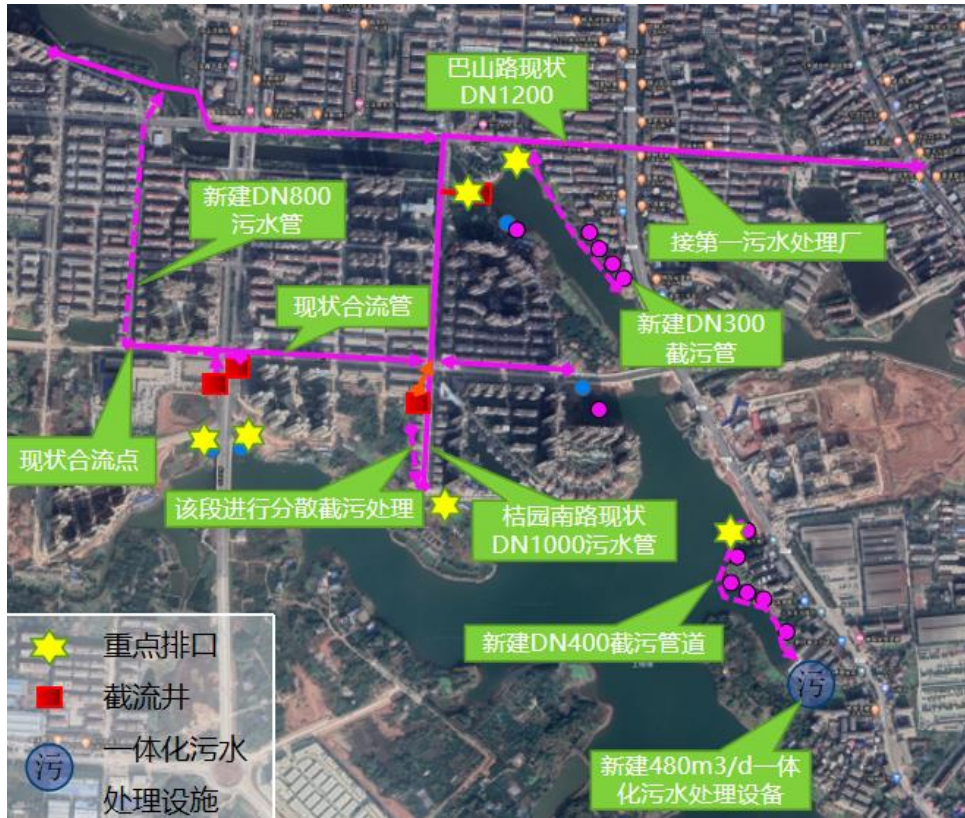 巴山路现状
DN1200
新建DN800
污水管
接第一污水处理厂
现状合流管
新建DN300
截污管
现状合流点
该段进行分散截污处理
桔园南路现状
DN1000污水管
新建DN400截污管道
污
新建480m3/d一体
化污水处理设备
重点排口
截流井
污
一体化污水
处理设施